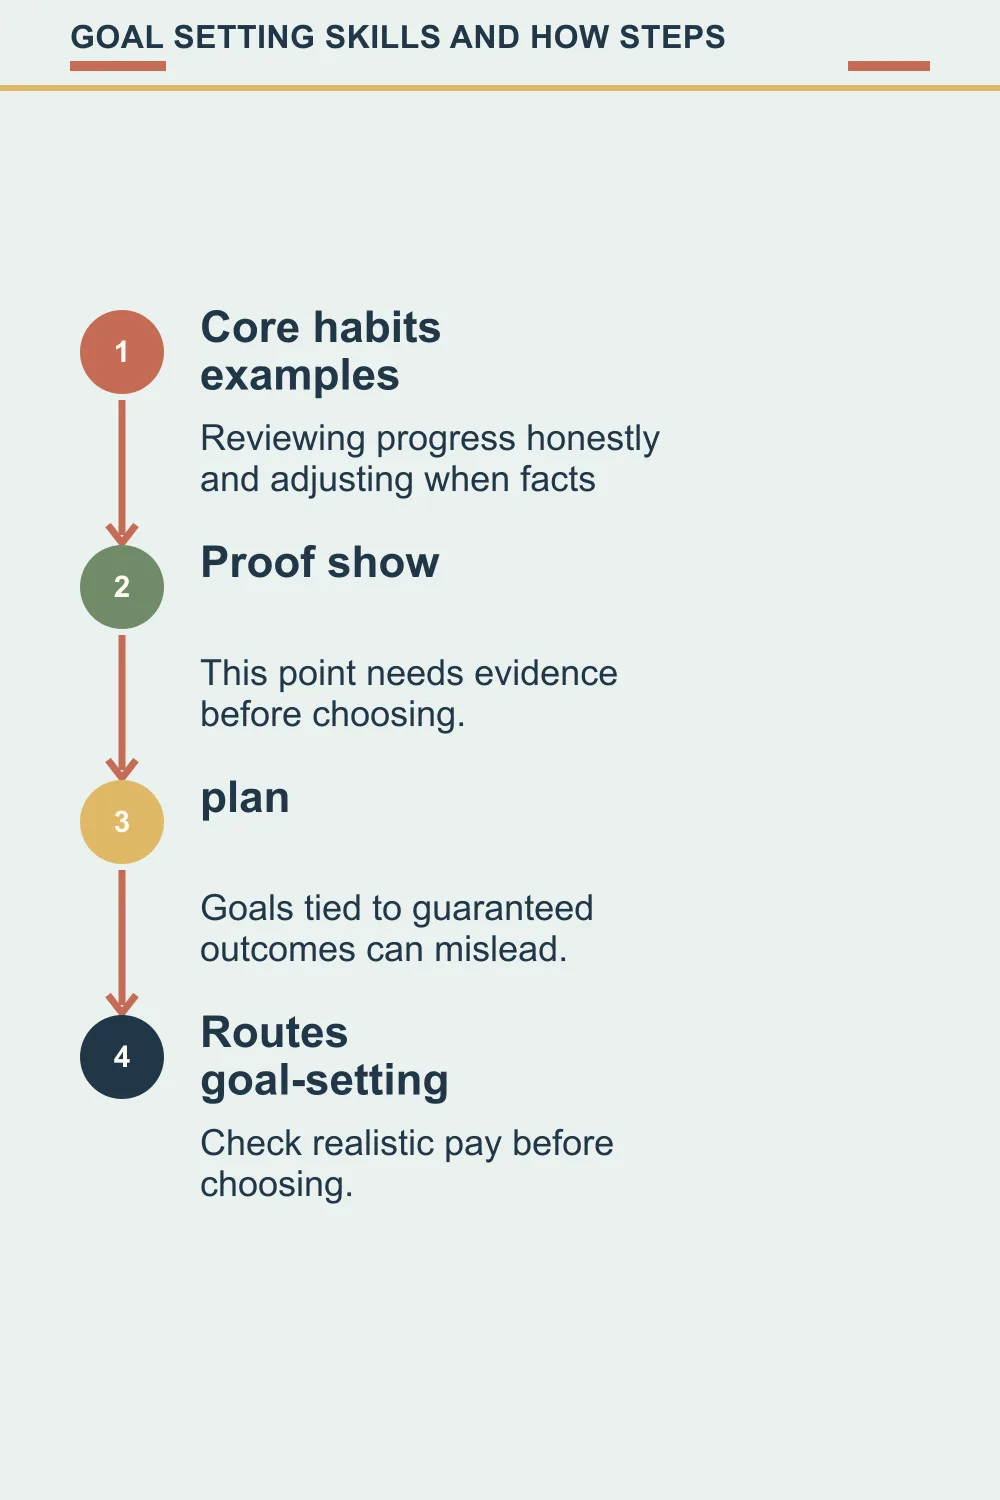 GOAL SETTING SKILLS AND HOW STEPS
1
Core habits
examples
Reviewing progress honestly
and adjusting when facts
2
Proof show
This point needs evidence
before choosing.
3
plan
Goals tied to guaranteed
outcomes can mislead.
4
Routes
goal-setting
Check realistic pay before
choosing.